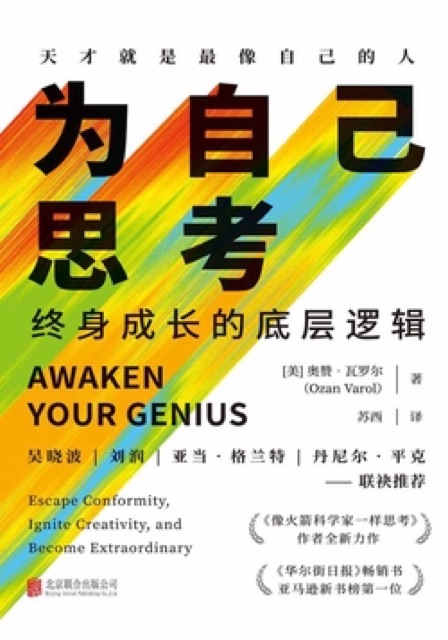 天才就是最像自己的人
为自己
思考
终身成长的底层逻辑
AWAKEN
YOUR GENIUS
[美] 奥赞·瓦罗尔
(Ozan Varol)
著
苏西 译
吴晓波 | 刘润 | 亚当·格兰特 | 丹尼尔·平克
——联袂推荐
Escape Conformity,
Ignite Creativity, and
Become Extraordinary
《像火箭科学家一样思考》
作者全新力作
《华尔街日报》畅销书
亚马逊新书榜第一位
北京联合出版公司
Beijing United Publishing Co.,Ltd.